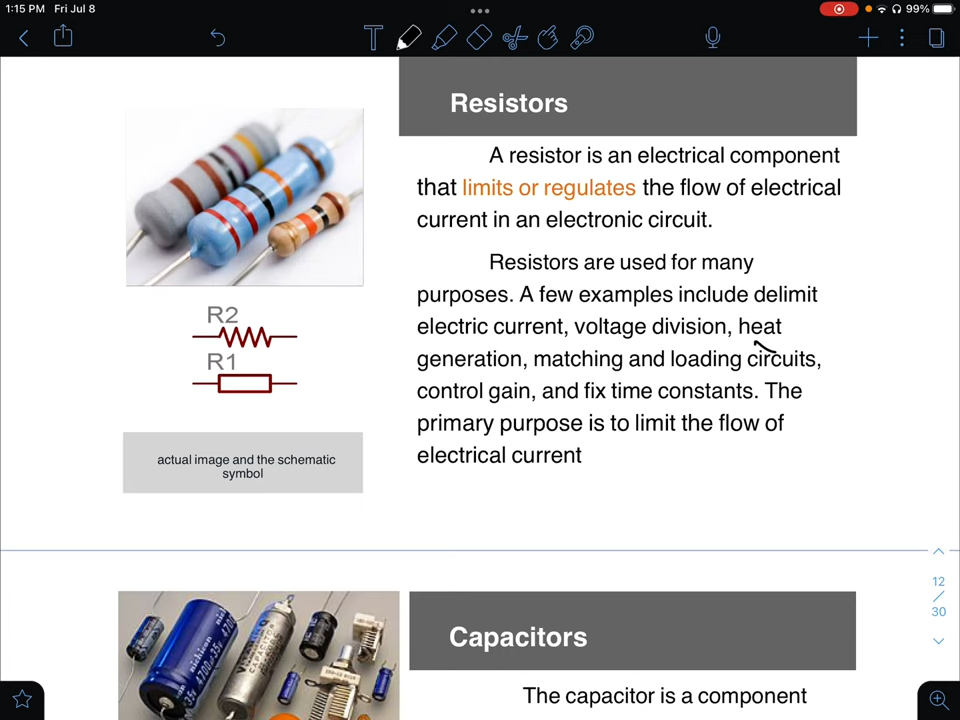 1:15 PM Fri Jul 8
99%
Resistors
A resistor is an electrical component
that limits or regulates the flow of electrical
current in an electronic circuit.
Resistors are used for many
purposes. A few examples include delimit
electric current, voltage division, heat
generation, matching and loading circuits,
control gain, and fix time constants. The
primary purpose is to limit the flow of
electrical current
R2
R1
actual image and the schematic
symbol
12
/
30
nichicon
4700µ35v
470
CAPACITOR
Capacitors
The capacitor is a component